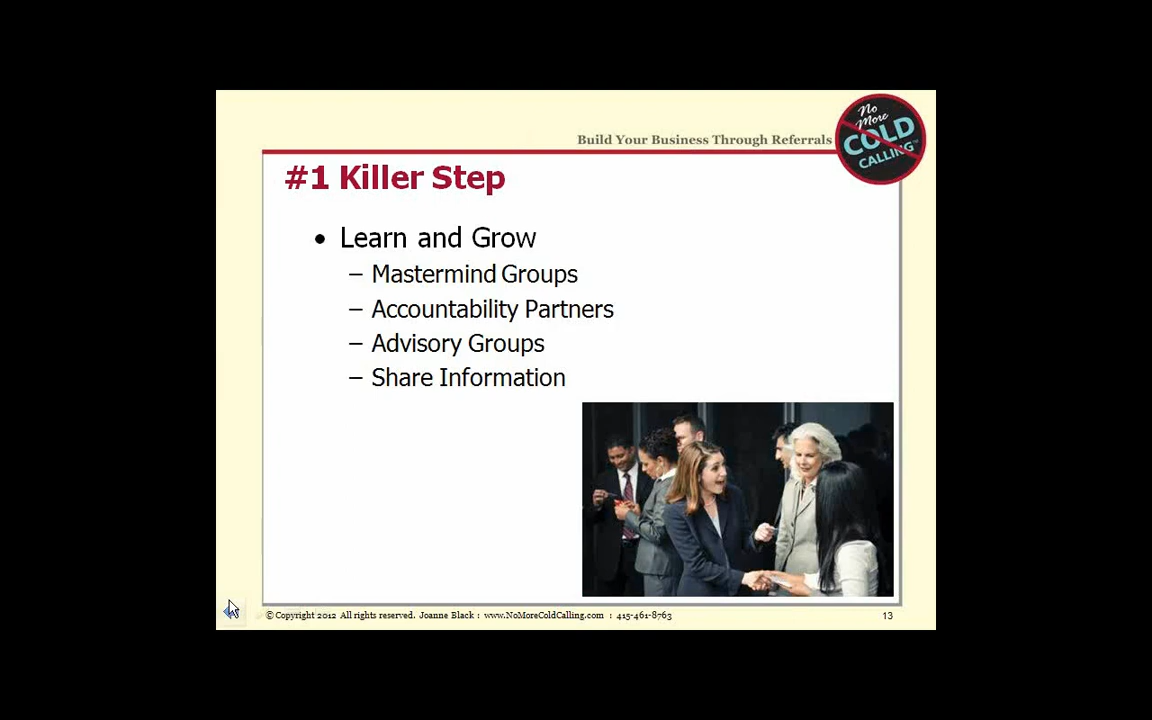 No
More
COLD
CALLING™
Build Your Business Through Referrals
#1 Killer Step
• Learn and Grow
– Mastermind Groups
– Accountability Partners
– Advisory Groups
– Share Information
© Copyright 2012 All rights reserved. Joanne Black : www.NoMoreColdCalling.com : 415-461-8763
13